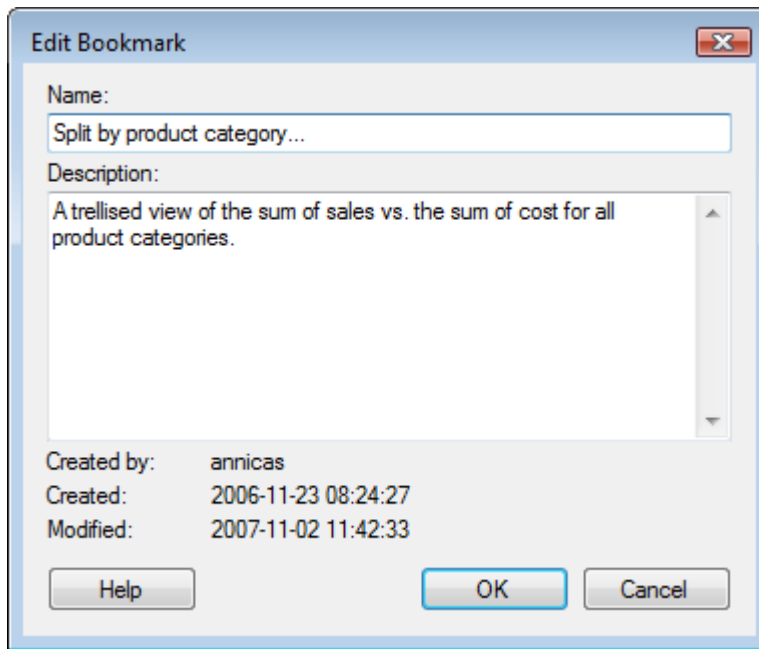 Edit Bookmark
Name:
Split by product category...
Description:
A trellised view of the sum of sales vs. the sum of cost for all
product categories.
Created by: annicas
Created: 2006-11-23 08:24:27
Modified: 2007-11-02 11:42:33
Help OK Cancel